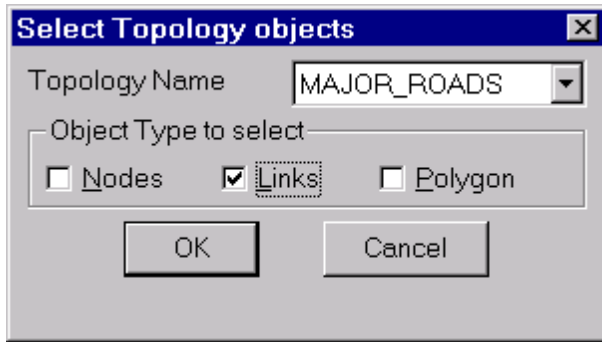 Select Topology objects
Topology Name MAJOR_ROADS
Object Type to select
Nodes Links Polygon
OK Cancel